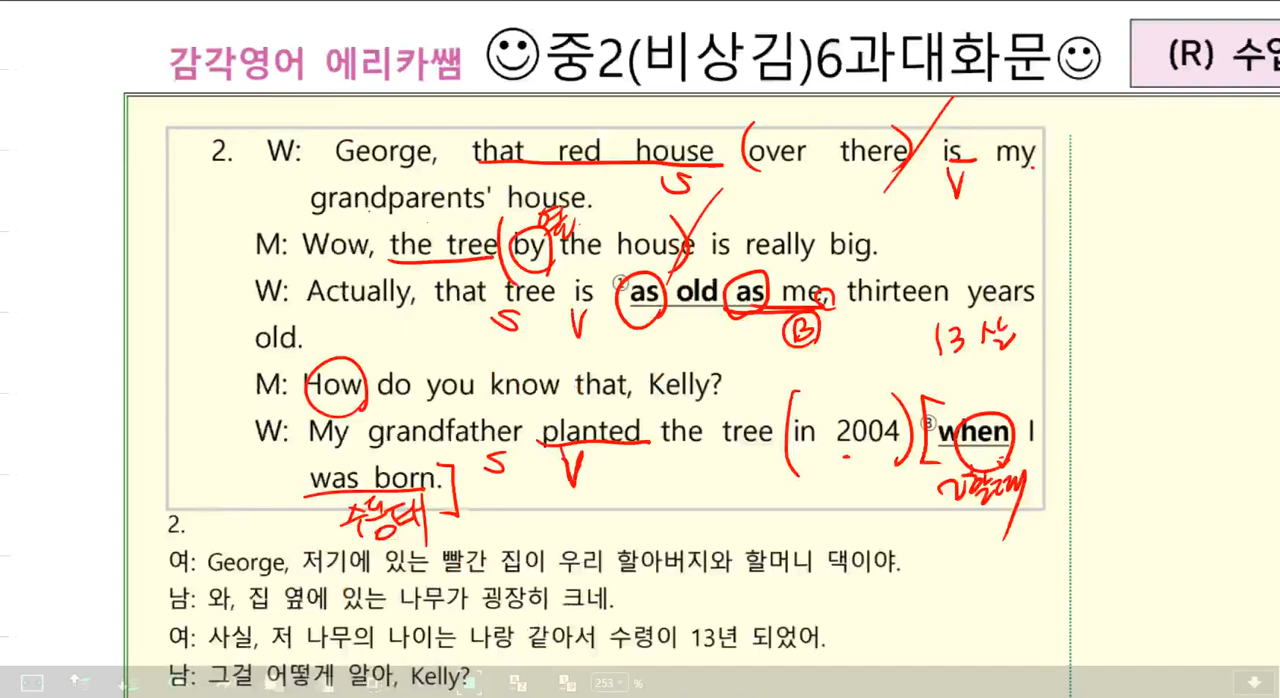 감각영어 에리카쌤 중2(비상김)6과대화문 (R) 수업
2. W: George, that red house (over there) is my
S V
grandparents' house.
옆
M: Wow, the tree (by the house) is really big.
W: Actually, that tree is ①as old as me, thirteen years
S V B 13살
old.
M: How do you know that, Kelly?
W: My grandfather planted the tree (in 2004) [③when I
S V ~할때
was born.]
수동태
2.
여: George, 저기에 있는 빨간 집이 우리 할아버지와 할머니 댁이야.
남: 와, 집 옆에 있는 나무가 굉장히 크네.
여: 사실, 저 나무의 나이는 나랑 같아서 수령이 13년 되었어.
남: 그걸 어떻게 알아, Kelly?
253 %